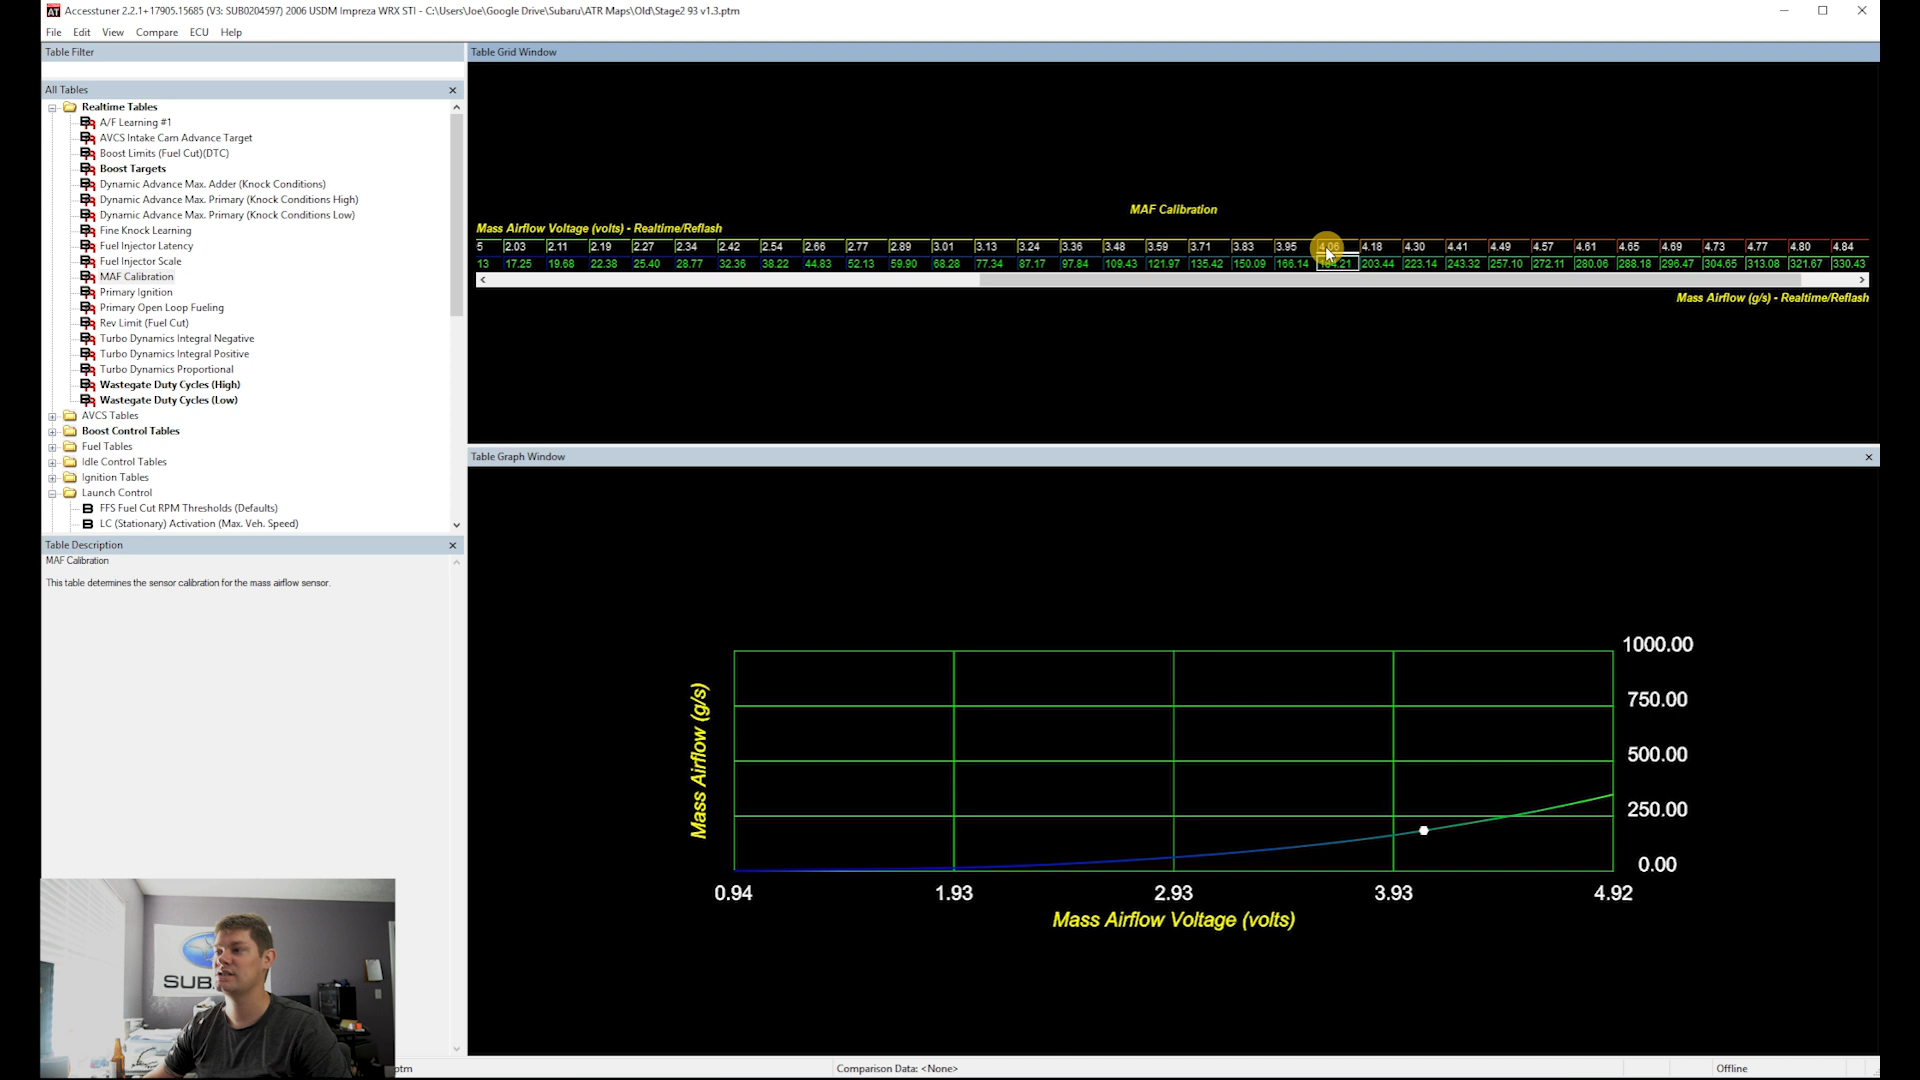 Accesstuner 2.2.1+17905.15685 (V3: SUB0204597) 2006 USDM Impreza WRX STI - C:\Users\Joe\Google Drive\Subaru\ATR Maps\Old\Stage2 93 v1.3.ptm
File Edit View Compare ECU Help
Table Filter
All Tables
Realtime Tables
A/F Learning #1
AVCS Intake Cam Advance Target
Boost Limits (Fuel Cut)(DTC)
Boost Targets
Dynamic Advance Max. Adder (Knock Conditions)
Dynamic Advance Max. Primary (Knock Conditions High)
Dynamic Advance Max. Primary (Knock Conditions Low)
Fine Knock Learning
Fuel Injector Latency
Fuel Injector Scale
MAF Calibration
Primary Ignition
Primary Open Loop Fueling
Rev Limit (Fuel Cut)
Turbo Dynamics Integral Negative
Turbo Dynamics Integral Positive
Turbo Dynamics Proportional
Wastegate Duty Cycles (High)
Wastegate Duty Cycles (Low)
AVCS Tables
Boost Control Tables
Fuel Tables
Idle Control Tables
Ignition Tables
Launch Control
FFS Fuel Cut RPM Thresholds (Defaults)
LC (Stationary) Activation (Max. Veh. Speed)
Table Description
MAF Calibration
This table determines the sensor calibration for the mass airflow sensor.
Table Grid Window
MAF Calibration
Mass Airflow Voltage (volts) - Realtime/Reflash
5 2.03 2.11 2.19 2.27 2.34 2.42 2.54 2.66 2.77 2.89 3.01 3.13 3.24 3.36 3.48 3.59 3.71 3.83 3.95 4.06 4.18 4.30 4.41 4.49 4.57 4.61 4.65 4.69 4.73 4.77 4.80 4.84
13 17.25 19.68 22.38 25.40 28.77 32.36 38.22 44.83 52.13 59.90 68.28 77.34 87.17 97.84 109.43 121.97 135.42 150.09 166.14 184.21 203.44 223.14 243.32 257.10 272.11 280.06 288.18 296.47 304.65 313.08 321.67 330.43
Mass Airflow (g/s) - Realtime/Reflash
Table Graph Window
1000.00
750.00
500.00
250.00
0.00
Mass Airflow (g/s)
0.94 1.93 2.93 3.93 4.92
Mass Airflow Voltage (volts)
SUB
ptm
Comparison Data: <None>
Offline